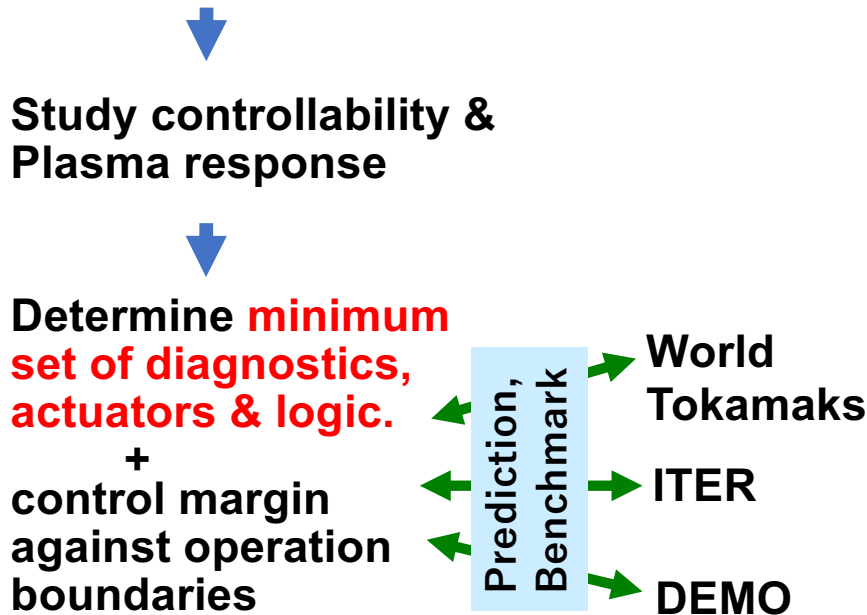 Study controllability &
Plasma response
Determine minimum
set of diagnostics,
actuators & logic.
+
control margin
against operation
boundaries
Prediction,
Benchmark
World
Tokamaks
ITER
DEMO